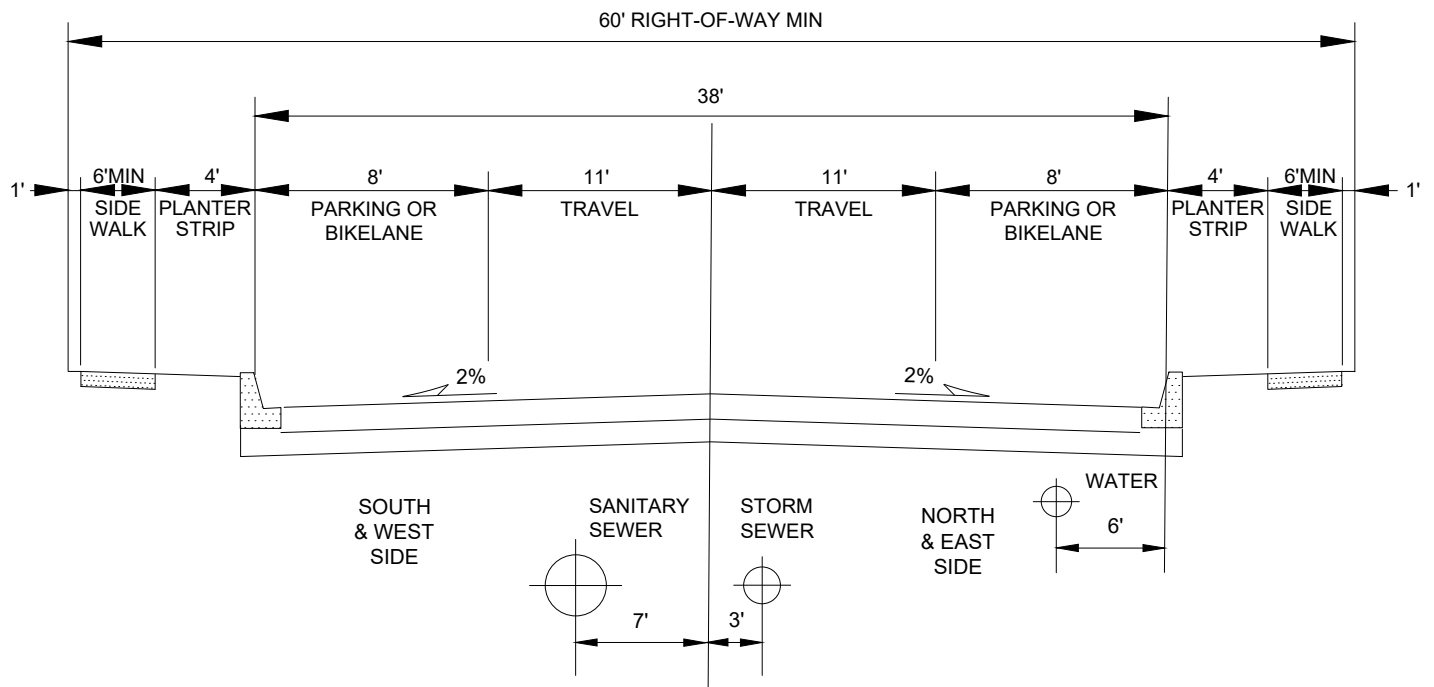 60' RIGHT-OF-WAY MIN
38'
1'
6'MIN
4'
8'
11'
11'
8'
4'
6'MIN
1'
SIDE
WALK
PLANTER
STRIP
PARKING OR
BIKELANE
TRAVEL
TRAVEL
PARKING OR
BIKELANE
PLANTER
STRIP
SIDE
WALK
2%
2%
SOUTH
& WEST
SIDE
SANITARY
SEWER
STORM
SEWER
NORTH
& EAST
SIDE
WATER
6'
7'
3'